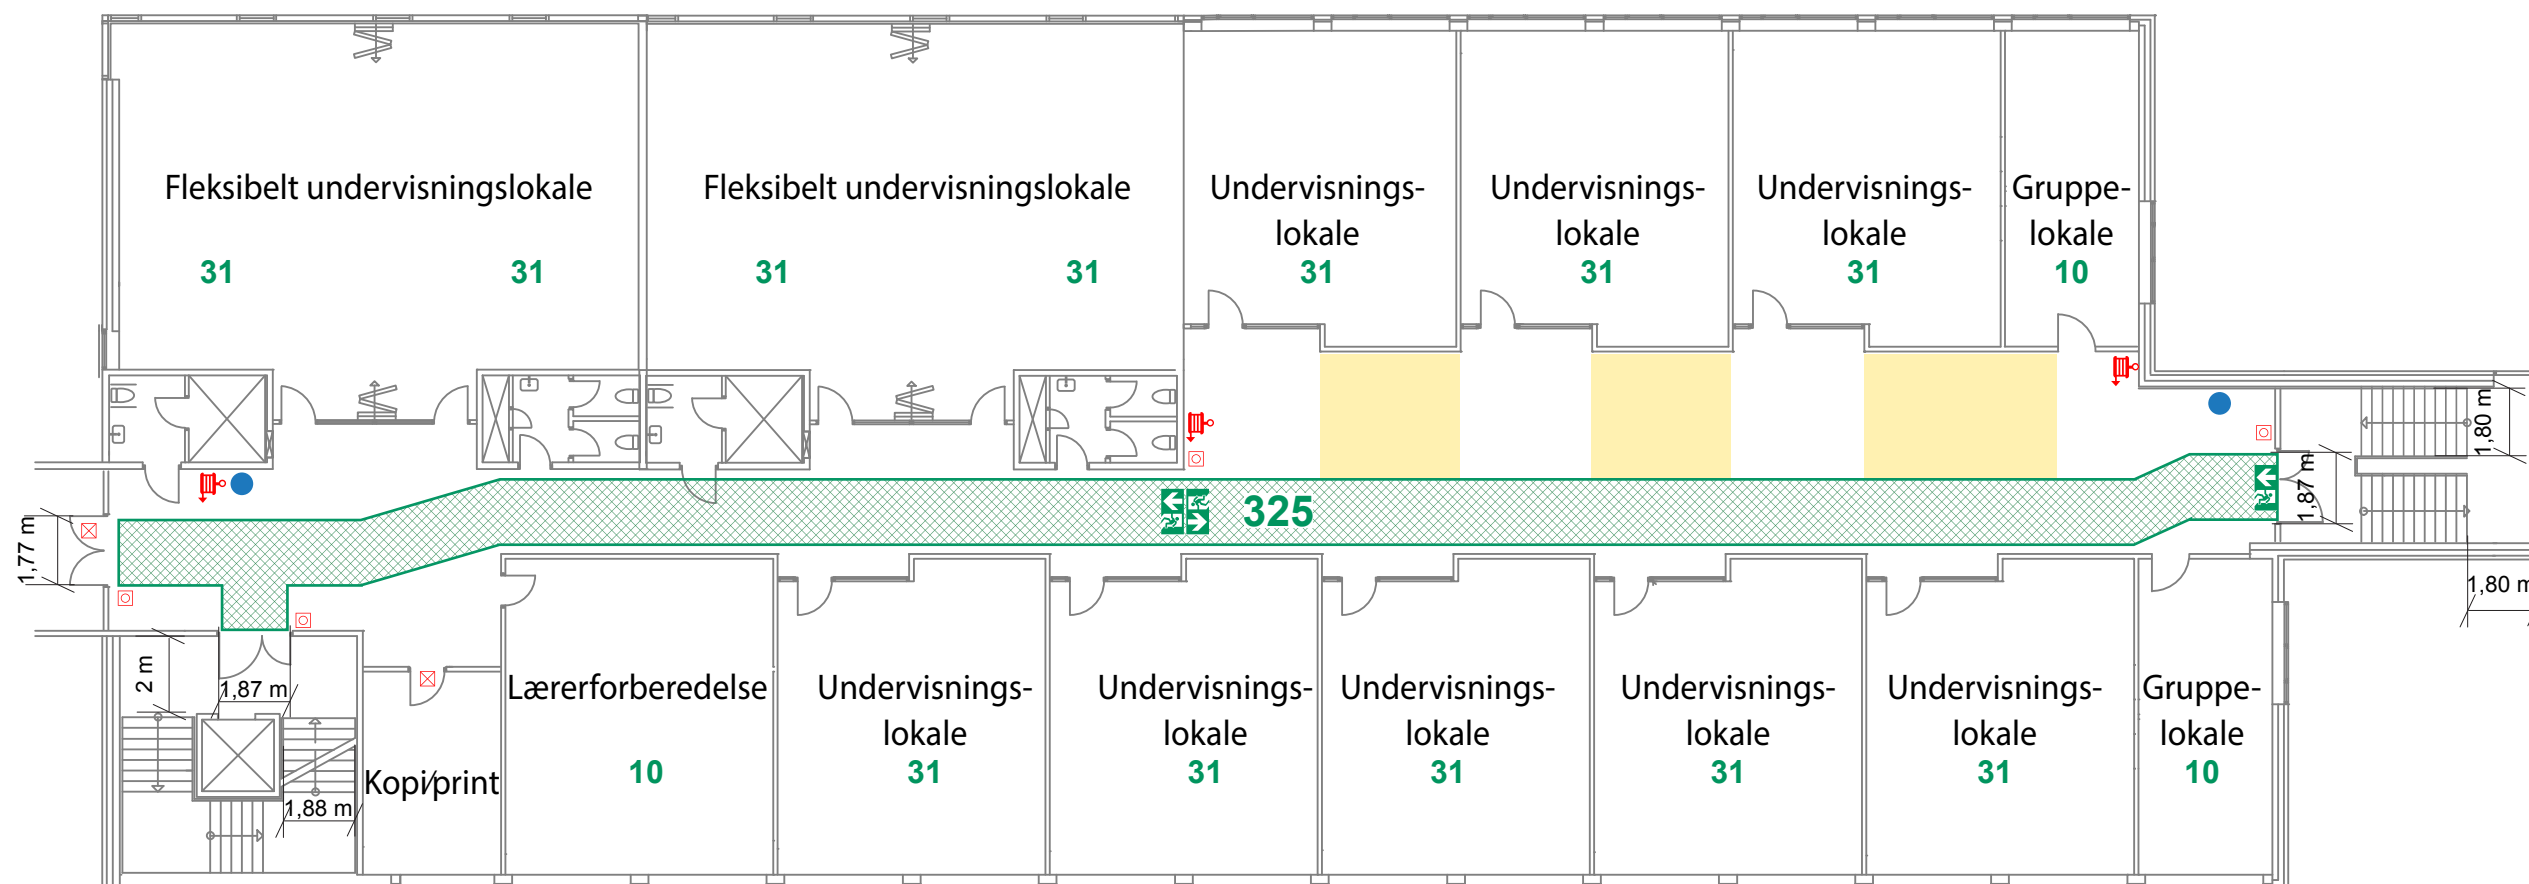 Fleksibelt undervisningslokale
31 31
Fleksibelt undervisningslokale
31 31
Undervisnings-
lokale
31
Undervisnings-
lokale
31
Undervisnings-
lokale
31
Gruppe-
lokale
10
1,80 m
1,87 m
325
1,77 m
1,80 m
2 m
1,87 m
1,88 m
Kopi/print
Lærerforberedelse
10
Undervisnings-
lokale
31
Undervisnings-
lokale
31
Undervisnings-
lokale
31
Undervisnings-
lokale
31
Undervisnings-
lokale
31
Gruppe-
lokale
10